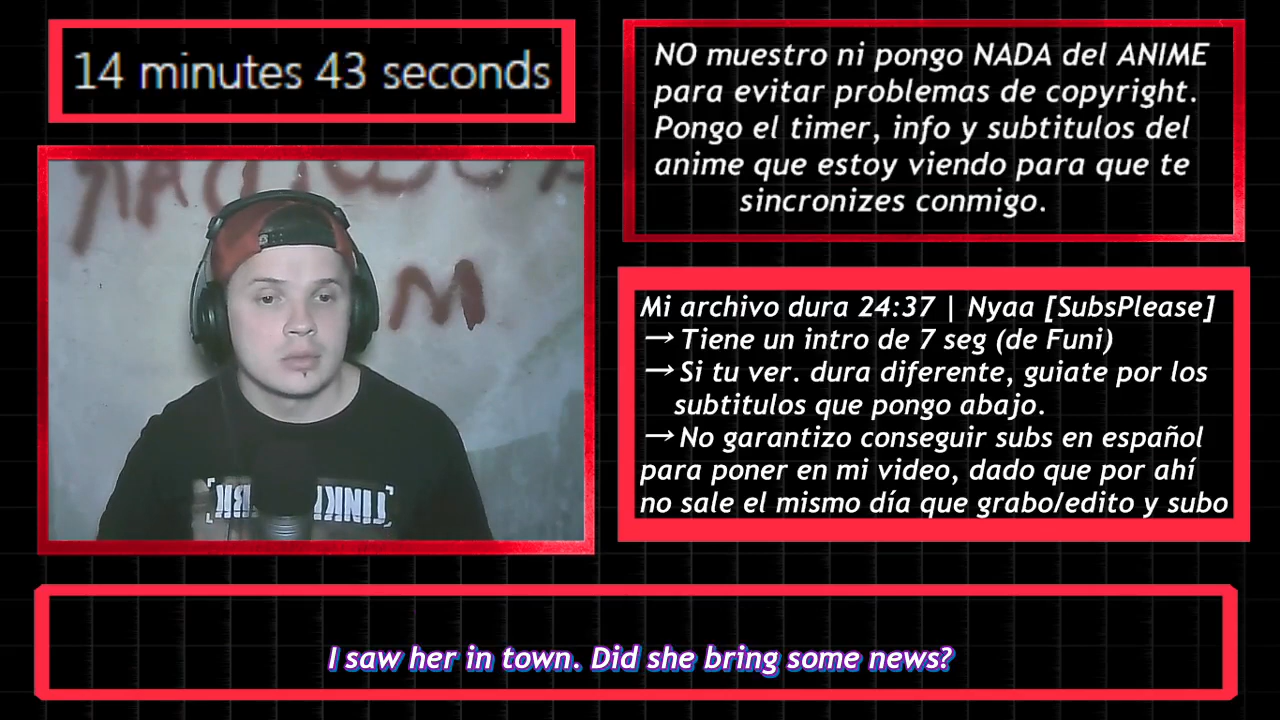 14 minutes 43 seconds
NO muestro ni pongo NADA del ANIME
para evitar problemas de copyright.
Pongo el timer, info y subtitulos del
anime que estoy viendo para que te
sincronizes conmigo.
M
Mi archivo dura 24:37 | Nyaa [SubsPlease]
→ Tiene un intro de 7 seg (de Funi)
→ Si tu ver. dura diferente, guiate por los
subtitulos que pongo abajo.
→ No garantizo conseguir subs en español
para poner en mi video, dado que por ahí
no sale el mismo día que grabo/edito y subo
I saw her in town. Did she bring some news?